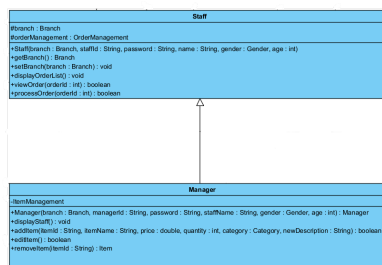 Staff
#branch : Branch
#orderManagement : OrderManagement
+Staff(branch : Branch, staffId : String, password : String, name : String, gender : Gender, age : int)
+getBranch() : Branch
+setBranch(branch : Branch) : void
+displayOrderList() : void
+viewOrder(orderId : int) : boolean
+processOrder(orderId : int) : boolean
Manager
-itemManagement
+Manager(branch : Branch, managerId : String, password : String, staffName : String, gender : Gender, age : int) : Manager
+displayStaff() : void
+addItem(itemId : String, itemName : String, price : double, quantity : int, category : Category, newDescription : String) : boolean
+editItem() : boolean
+removeItem(itemId : String) : Item